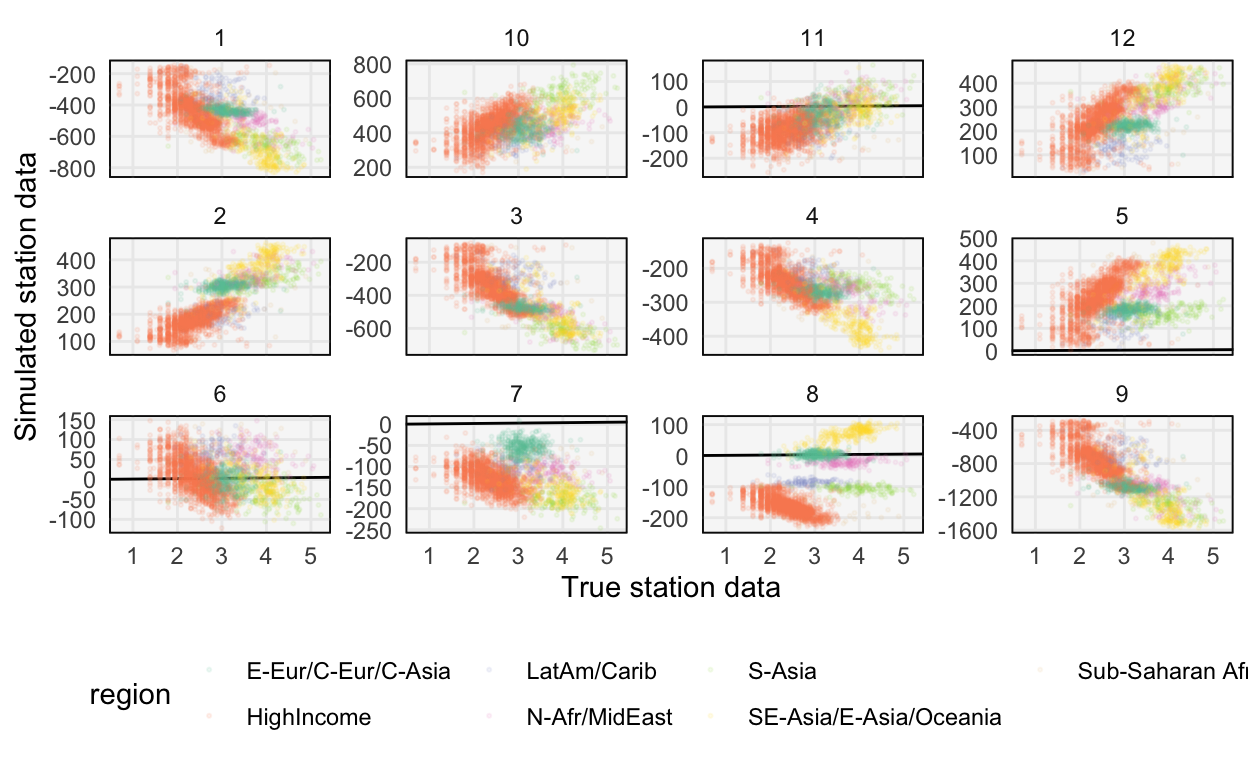 1 10 11 12
-200 -400 -600 -800
800 600 400 200
100 0 -100 -200
400 300 200 100
2 3 4 5
400 300 200 100
-200 -400 -600
-200 -300 -400
500 400 300 200 100 0
6 7 8 9
150 100 50 0 -50 -100
0 -50 -100 -150 -200 -250
100 0 -100 -200
-400 -800 -1200 -1600
1 2 3 4 5 1 2 3 4 5 1 2 3 4 5 1 2 3 4 5
Simulated station data
True station data
region
E-Eur/C-Eur/C-Asia LatAm/Carib S-Asia Sub-Saharan Afr
HighIncome N-Afr/MidEast SE-Asia/E-Asia/Oceania